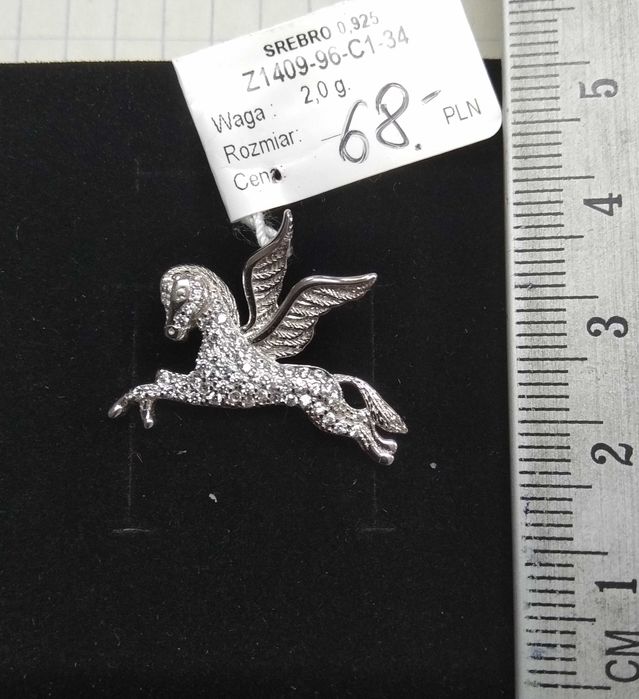 SREBRO 0,925
Z1409-96-C1-34
Waga : 2,0 g.
Rozmiar:
Cena: 68.- PLN
5
4
3
2
1
CM